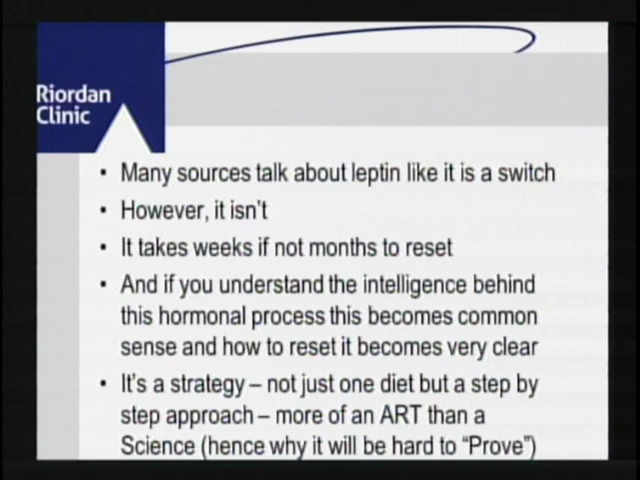 Riordan
Clinic
• Many sources talk about leptin like it is a switch
• However, it isn't
• It takes weeks if not months to reset
• And if you understand the intelligence behind
this hormonal process this becomes common
sense and how to reset it becomes very clear
• It's a strategy – not just one diet but a step by
step approach – more of an ART than a
Science (hence why it will be hard to "Prove")